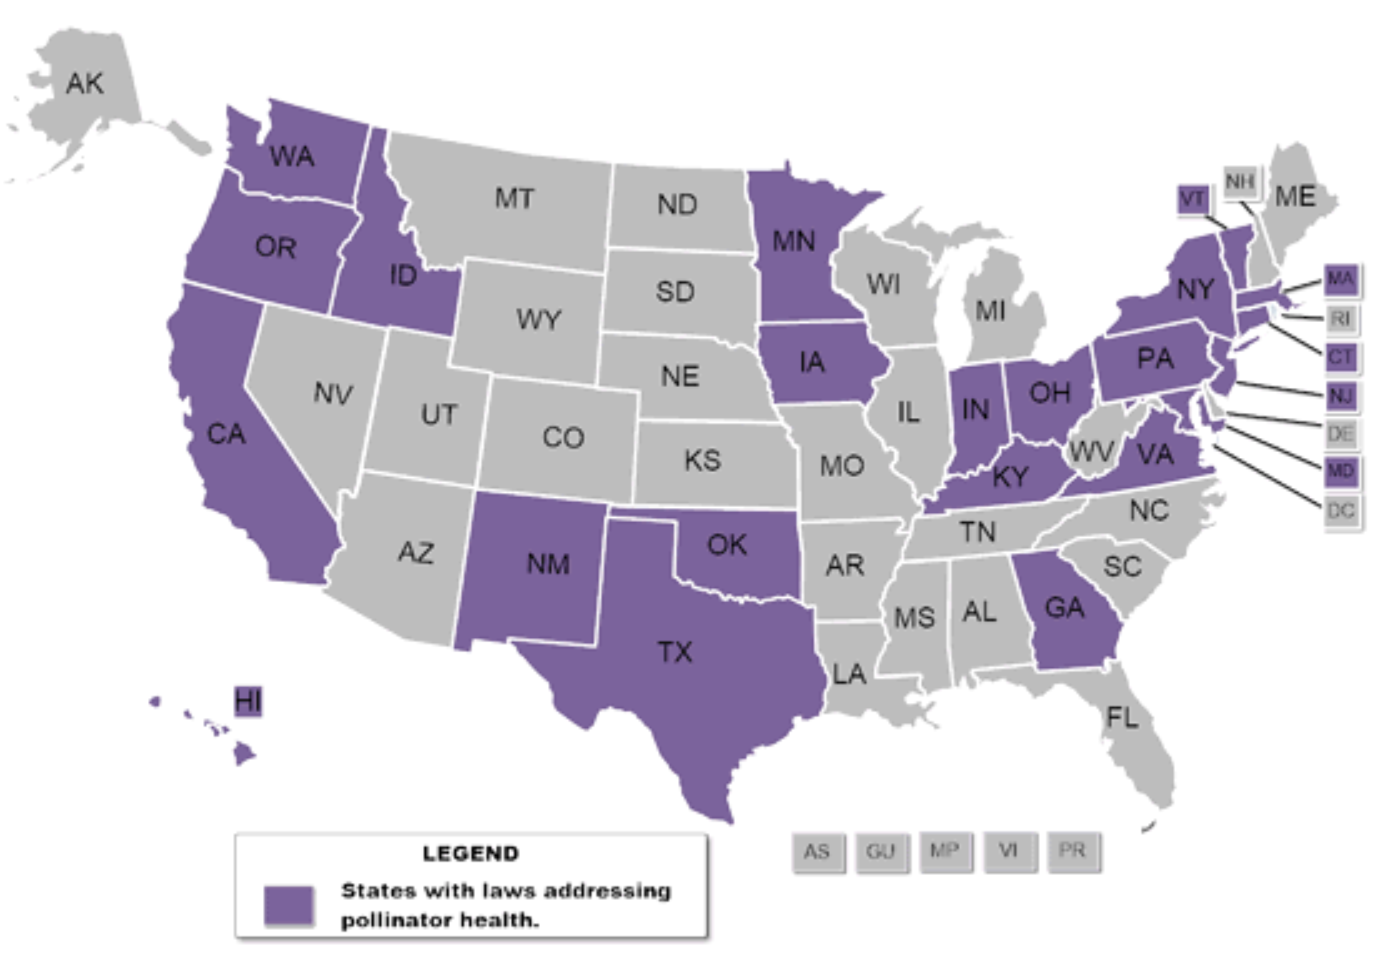 AK
WA
MT
ND
MN
VT
NH
ME
OR
ID
WY
SD
WI
MI
NY
MA
RI
CT
NJ
DE
MD
DC
NV
UT
CO
NE
IA
IL
IN
OH
PA
CA
KS
MO
KY
WV
VA
AZ
NM
OK
AR
TN
NC
SC
TX
LA
MS
AL
GA
FL
HI
LEGEND
States with laws addressing
pollinator health.
AS
GU
MP
VI
PR